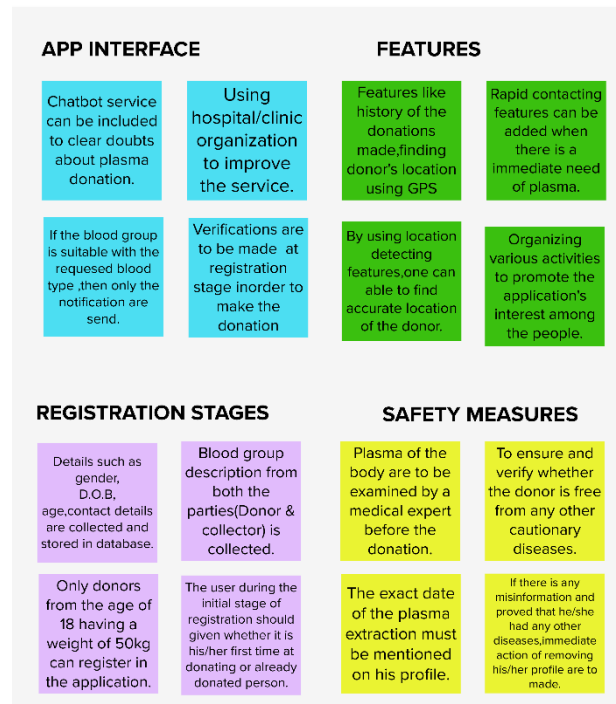 APP INTERFACE
Chatbot service
can be included
to clear doubts
about plasma
donation.
Using
hospital/clinic
organization
to improve
the service.
If the blood group
is suitable with the
requesed blood
type ,then only the
notification are
send.
Verifications are
to be made at
registration
stage inorder to
make the
donation
FEATURES
Features like
history of the
donations
made,finding
donor's location
using GPS
Rapid contacting
features can be
added when
there is a
immediate need
of plasma.
By using location
detecting
features,one can
able to find
accurate location
of the donor.
Organizing
various activities
to promote the
application's
interest among
the people.
REGISTRATION STAGES
Details such as
gender,
D.O.B,
age,contact details
are collected and
stored in database.
Blood group
description from
both the
parties(Donor &
collector) is
collected.
Only donors
from the age of
18 having a
weight of 50kg
can register in
the application.
The user during the
initial stage of
registration should
given whether it is
his/her first time at
donating or already
donated person.
SAFETY MEASURES
Plasma of the
body are to be
examined by a
medical expert
before the
donation.
To ensure and
verify whether
the donor is free
from any other
cautionary
diseases.
The exact date
of the plasma
extraction must
be mentioned
on his profile.
If there is any
misinformation and
proved that he/she
had any other
diseases,immediate
action of removing
his/her profile are to
made.